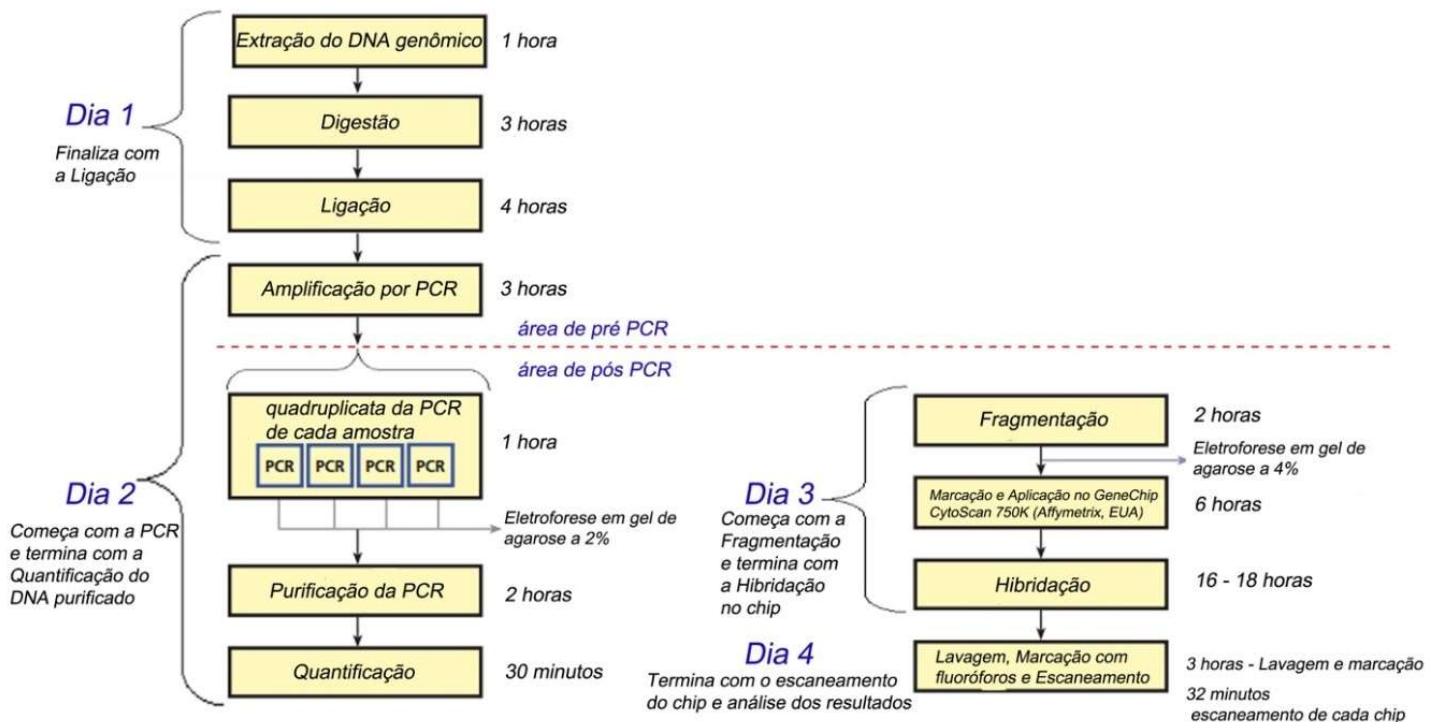 Extração do DNA genômico
1 hora
Dia 1
Finaliza com
a Ligação
Digestão
3 horas
Ligação
4 horas
Amplificação por PCR
3 horas
área de pré PCR
área de pós PCR
Dia 2
Começa com a PCR
e termina com a
Quantificação do
DNA purificado
quadruplicata da PCR
de cada amostra
PCR PCR PCR PCR
1 hora
Eletroforese em gel de
agarose a 2%
Purificação da PCR
2 horas
Quantificação
30 minutos
Dia 3
Começa com a
Fragmentação
e termina com
a Hibridação
no chip
Fragmentação
2 horas
Eletroforese em gel de
agarose a 4%
Marcação e Aplicação no GeneChip
CytoScan 750K (Affymetrix, EUA)
6 horas
Hibridação
16 - 18 horas
Dia 4
Termina com o escaneamento
do chip e análise dos resultados
Lavagem, Marcação com
fluoróforos e Escaneamento
3 horas - Lavagem e marcação
32 minutos
escaneamento de cada chip